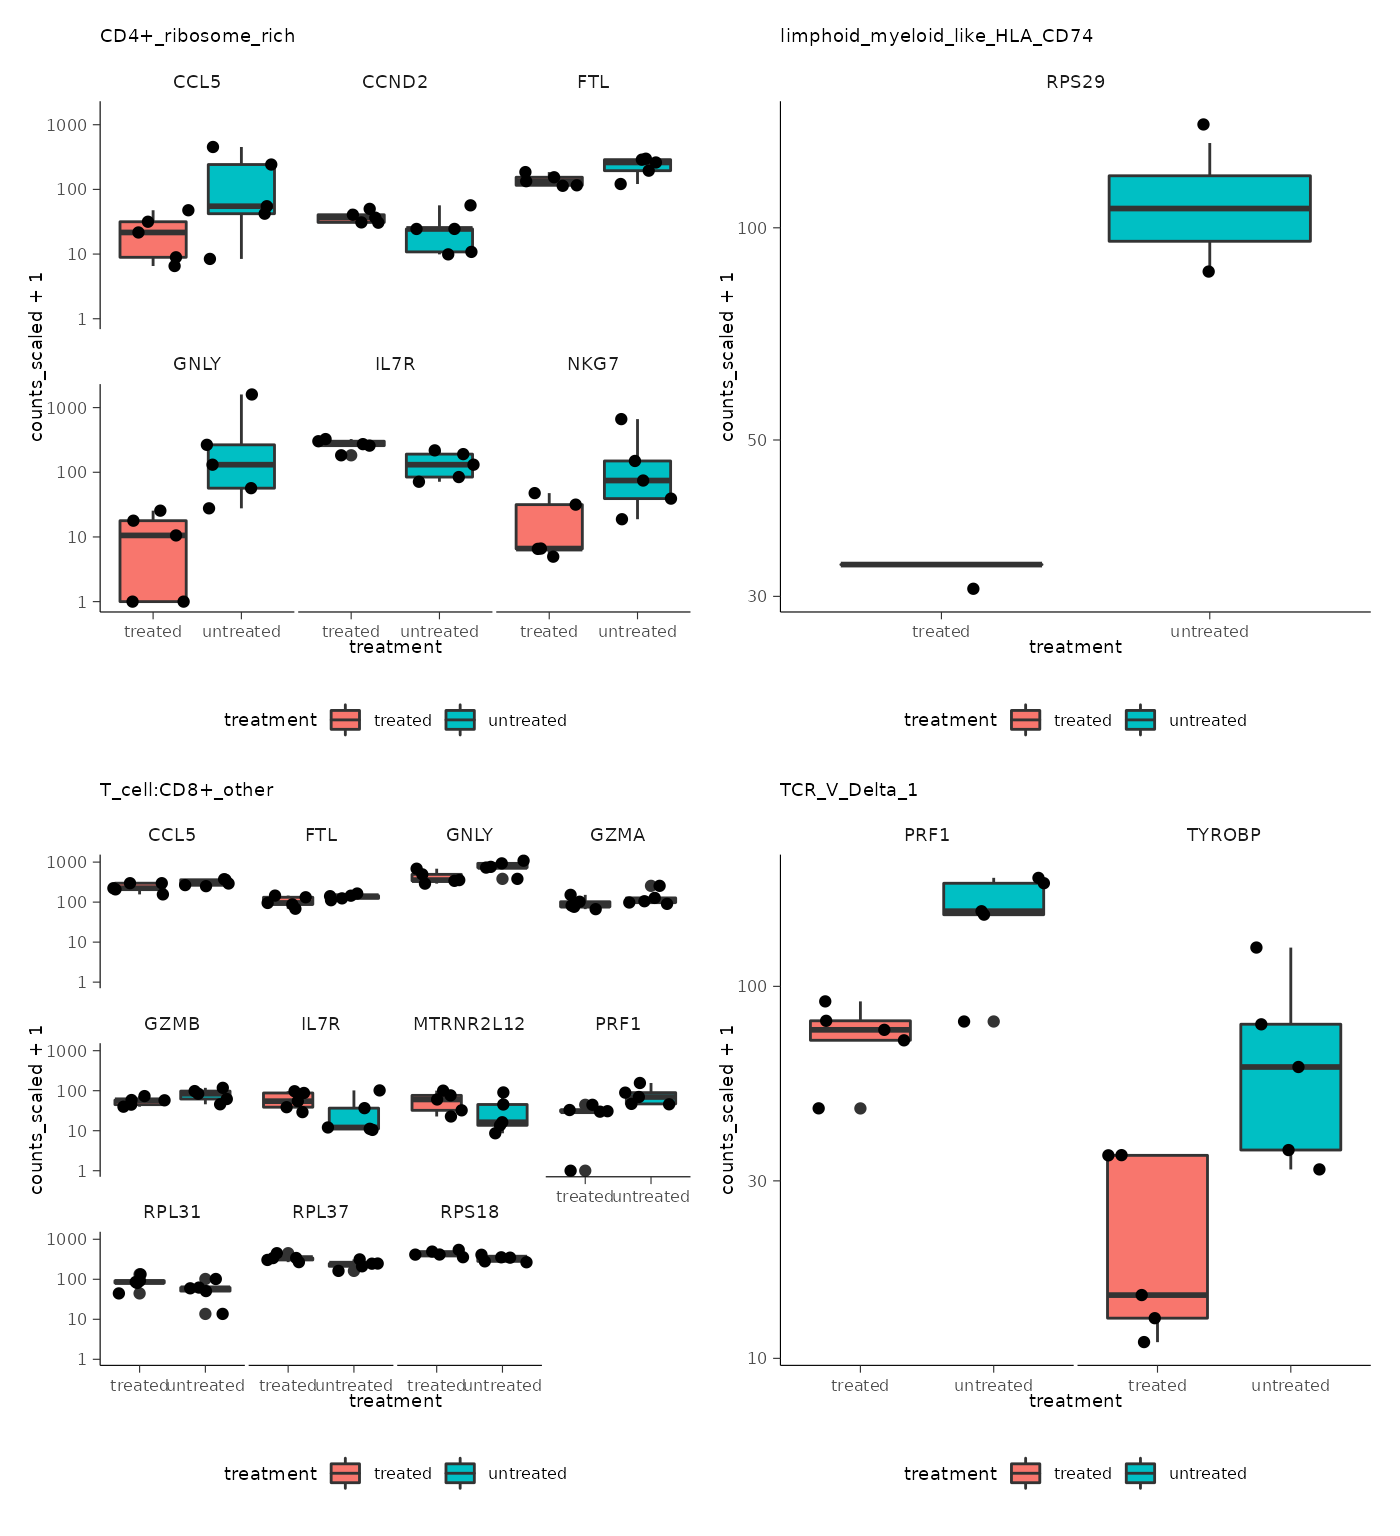 CD4+_ribosome_rich
CCL5
CCND2
FTL
1000
100
10
1
GNLY
IL7R
NKG7
1000
100
10
1
counts_scaled + 1
treated
untreated
treated
untreated
treated
untreated
treatment
treatment
treated
untreated
limphoid_myeloid_like_HLA_CD74
RPS29
100
50
30
counts_scaled + 1
treated
untreated
treatment
treatment
treated
untreated
T_cell:CD8+_other
CCL5
FTL
GNLY
GZMA
1000
100
10
1
GZMB
IL7R
MTRNR2L12
PRF1
1000
100
10
1
treated
untreated
RPL31
RPL37
RPS18
1000
100
10
1
counts_scaled + 1
treated
untreated
treated
untreated
treated
untreated
treatment
treatment
treated
untreated
TCR_V_Delta_1
PRF1
TYROBP
100
30
10
counts_scaled + 1
treated
untreated
treated
untreated
treatment
treatment
treated
untreated